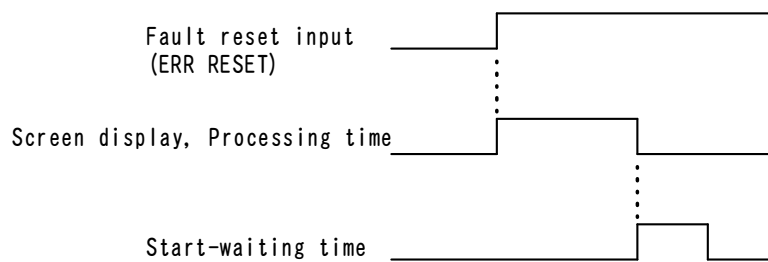 Fault reset input
(ERR RESET)
Screen display, Processing time
Start-waiting time